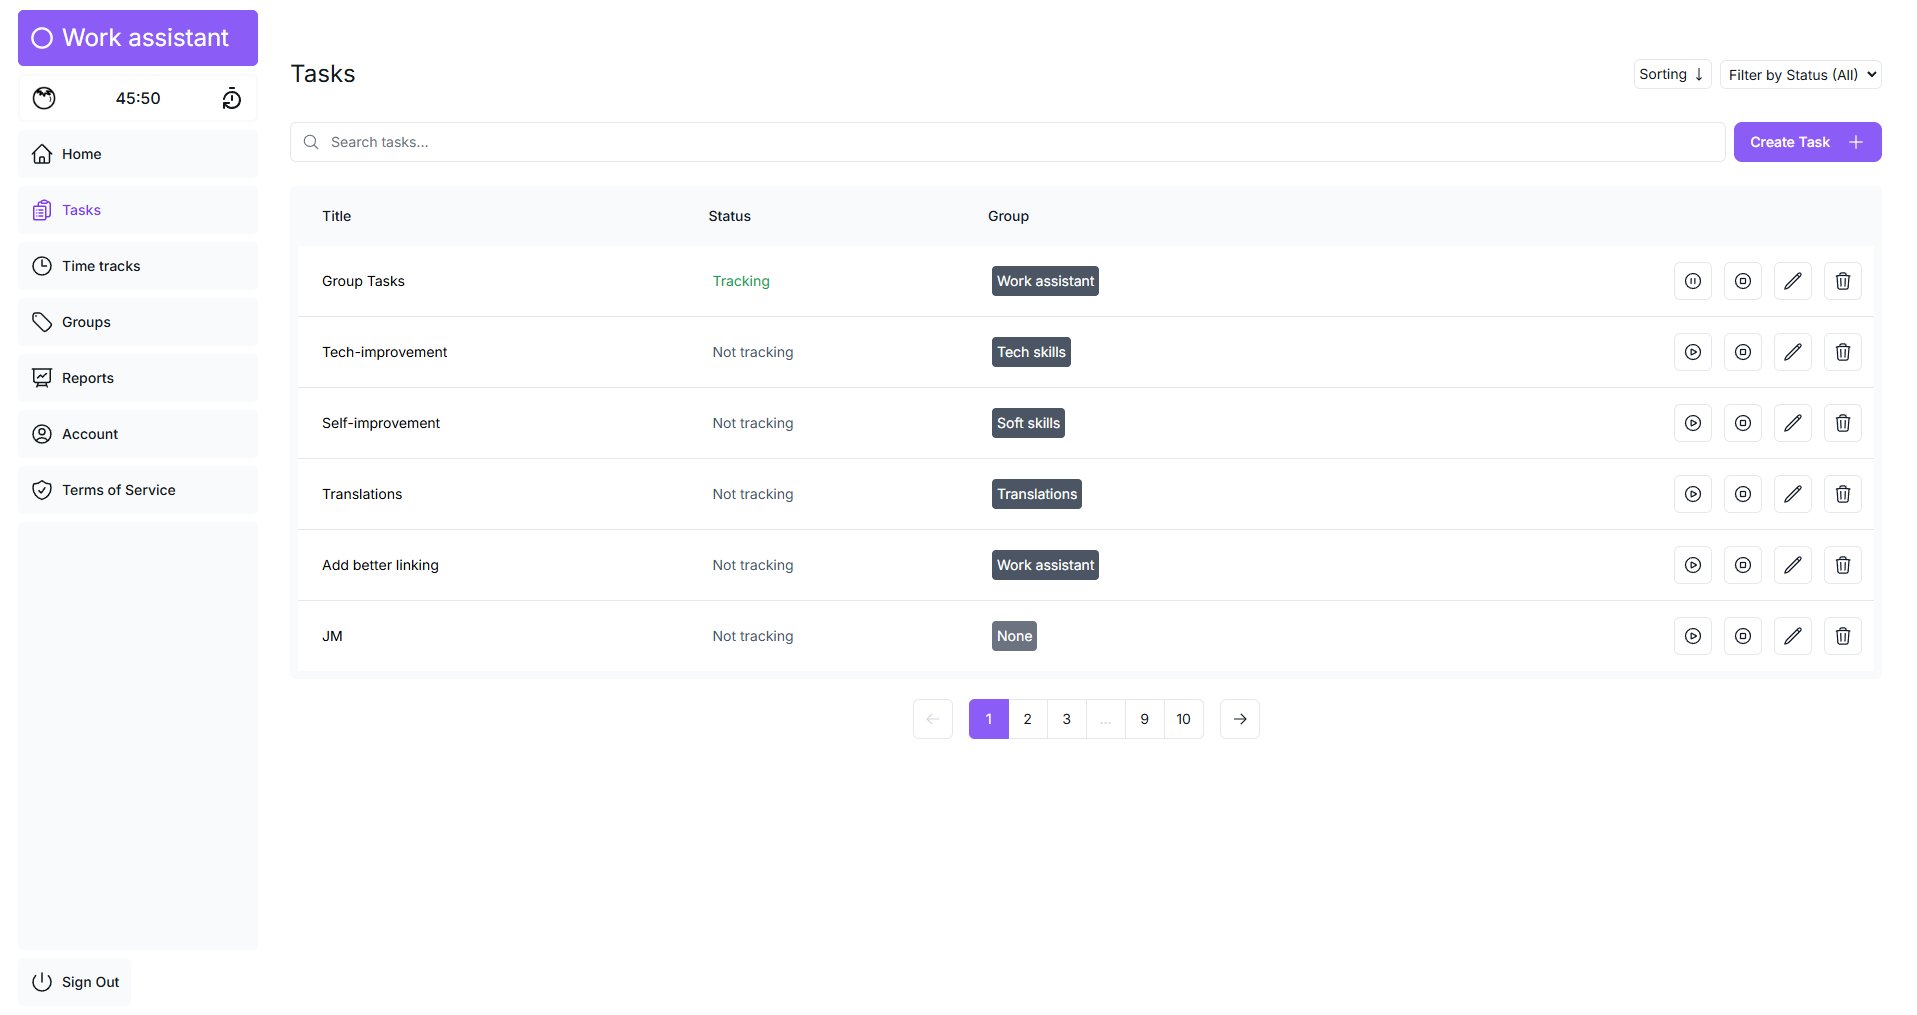 Work assistant
45:50
Home
Tasks
Time tracks
Groups
Reports
Account
Terms of Service
Sign Out
Tasks
Sorting ↓
Filter by Status (All)
Search tasks...
Create Task +
Title Status Group
Group Tasks Tracking Work assistant
Tech-improvement Not tracking Tech skills
Self-improvement Not tracking Soft skills
Translations Not tracking Translations
Add better linking Not tracking Work assistant
JM Not tracking None
← 1 2 3 ... 9 10 →